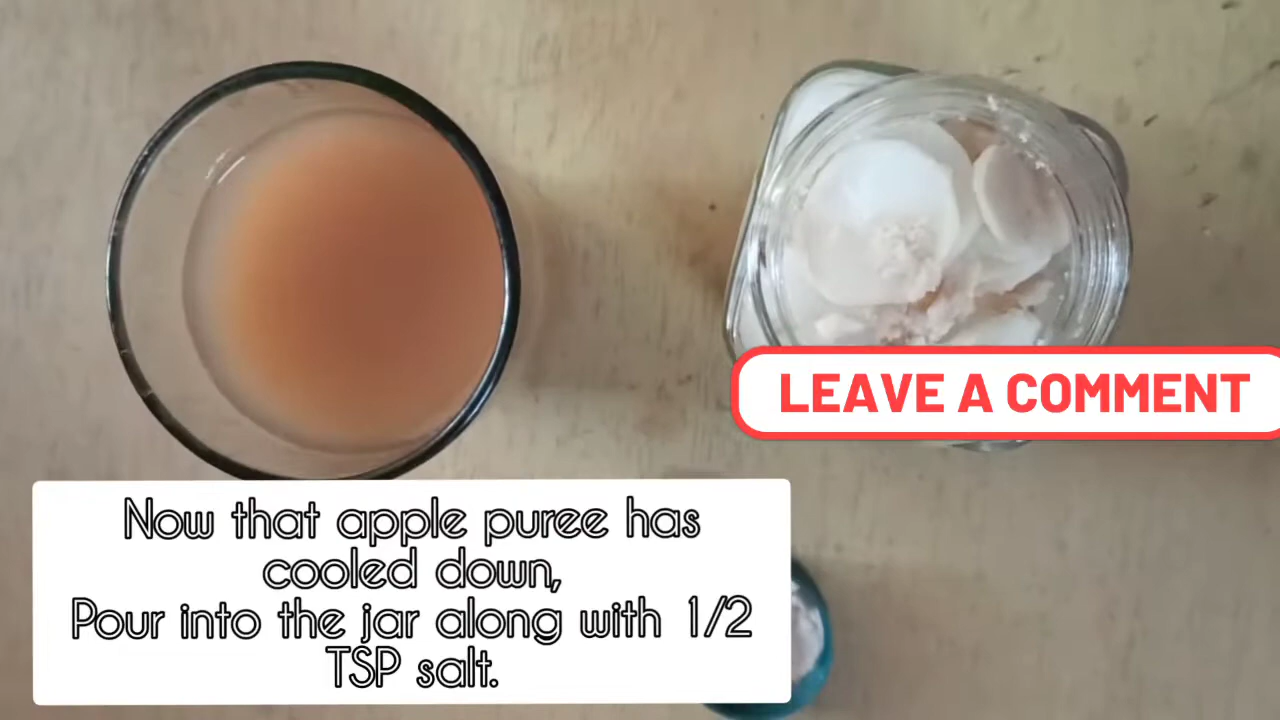 LEAVE A COMMENT
Now that apple puree has
cooled down,
Pour into the jar along with 1/2
TSP salt.